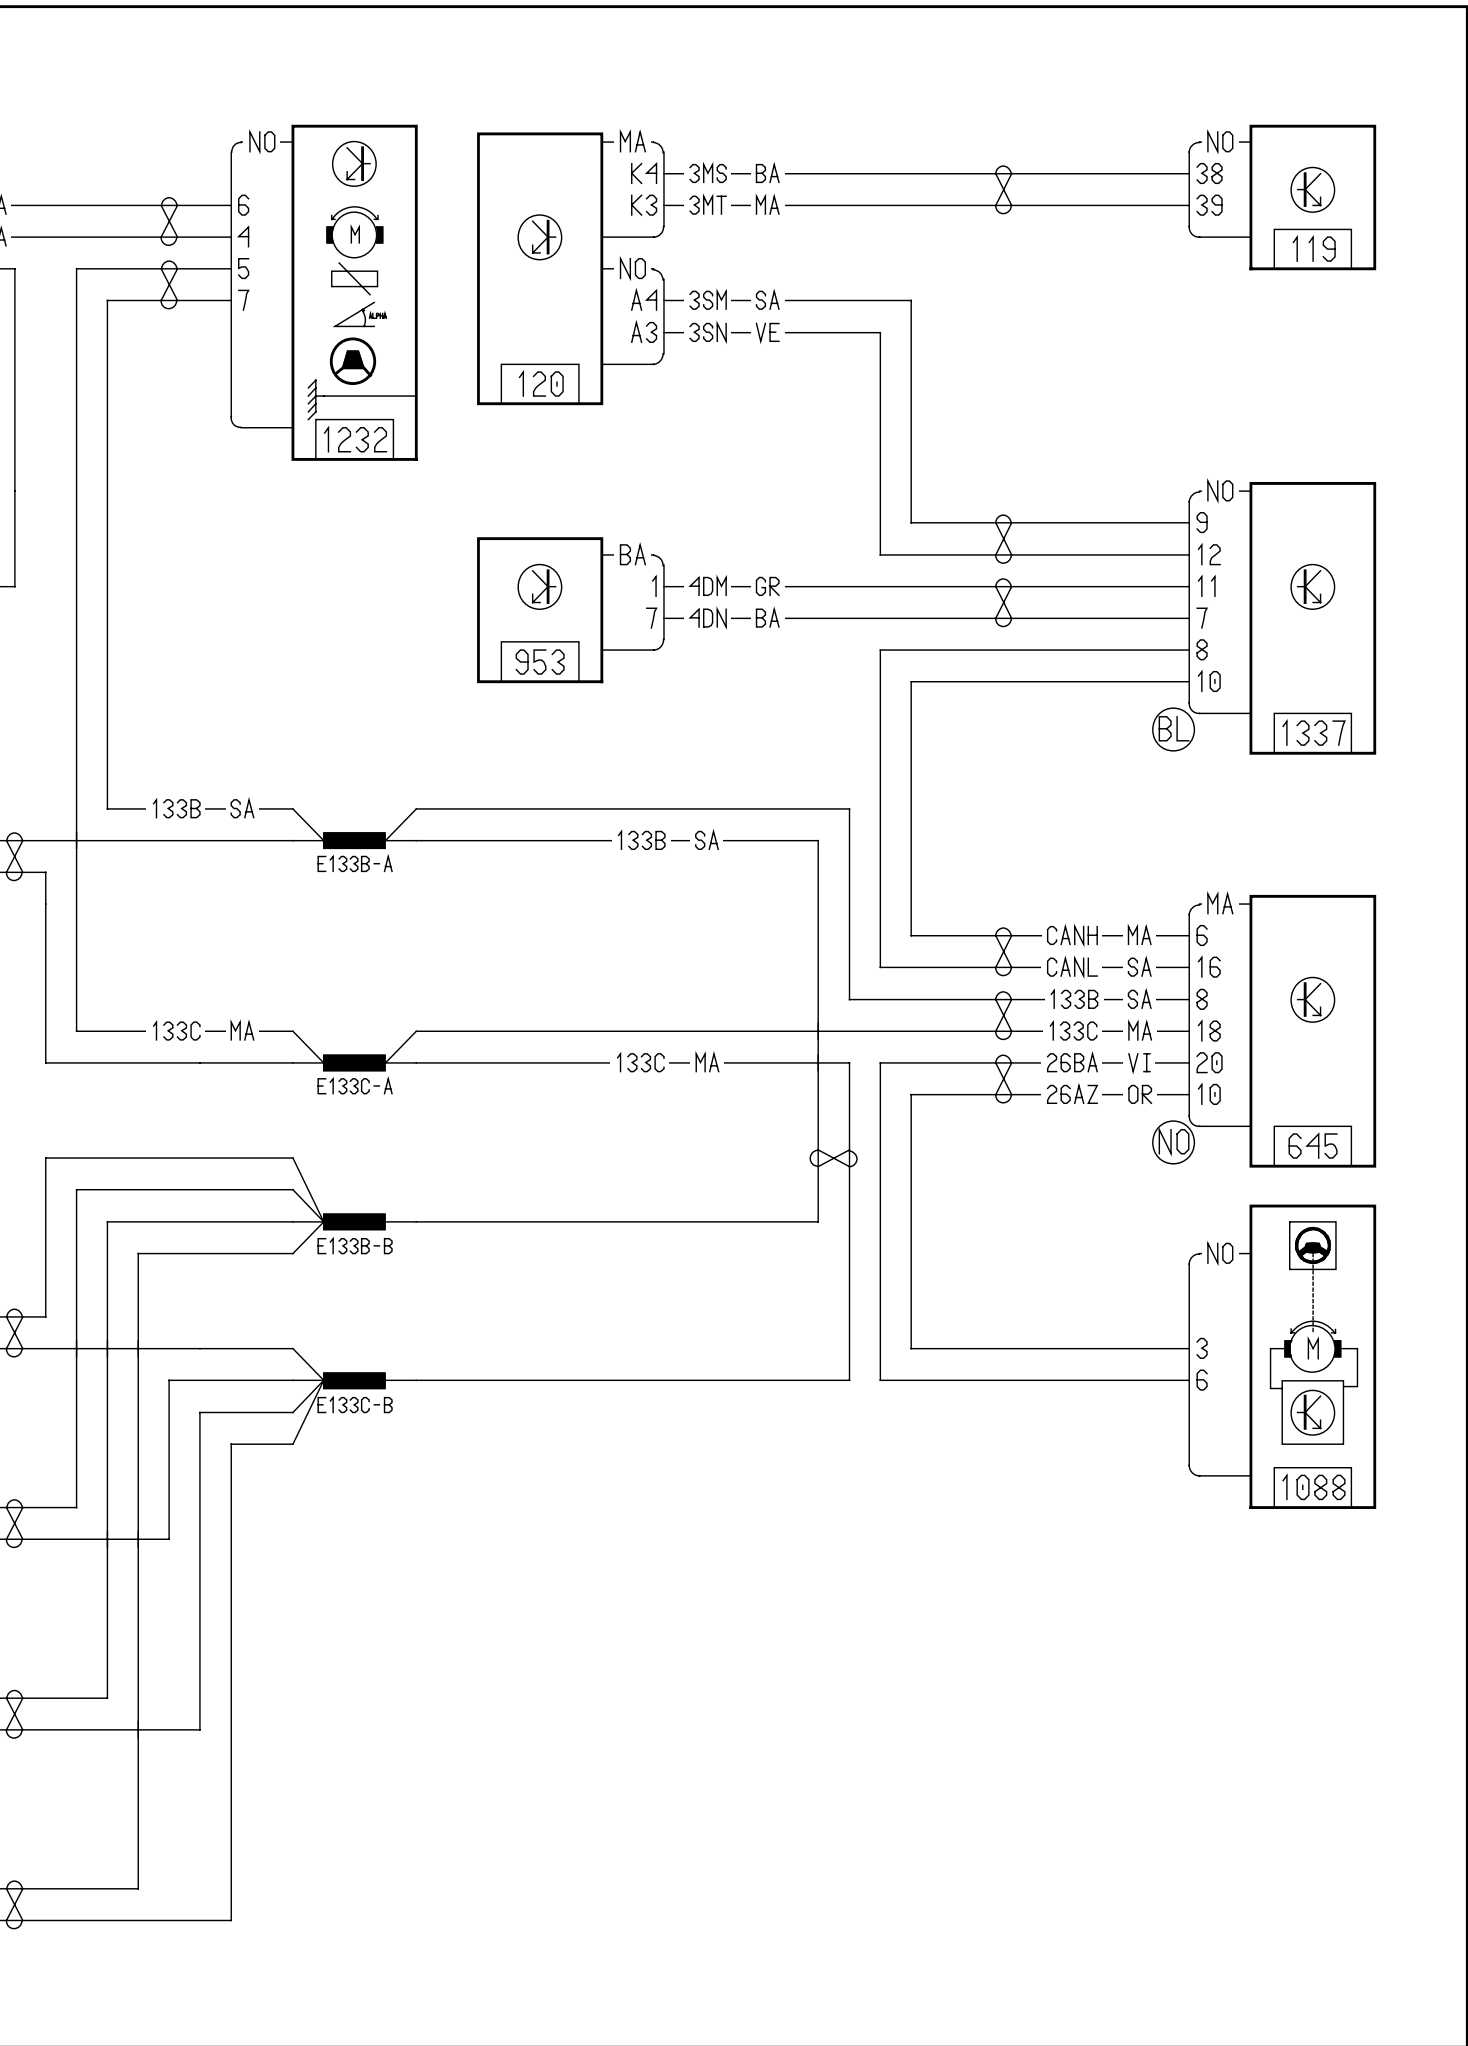 NO
MA
NO
A
6
K4 3MS BA
38
A
4
K3 3MT MA
39
5
M
119
7
NO
ALPHA
A4 3SM SA
A3 3SN VE
120
1232
NO
9
BA
12
1 4DM GR
11
7 4DN BA
7
953
8
10
BL
1337
133B SA
133B SA
E133B-A
MA
CANH MA 6
CANL SA 16
133B SA 8
133C MA
133C MA 18
133C MA
26BA VI 20
E133C-A
26AZ OR 10
NO
645
E133B-B
NO
3
M
6
E133C-B
1088